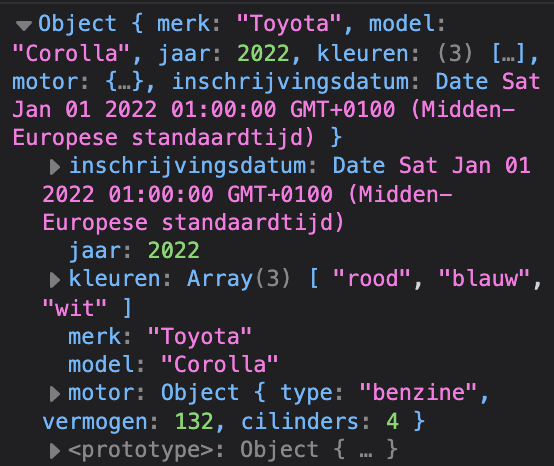 Object { merk: "Toyota", model:
"Corolla", jaar: 2022, kleuren: (3) […],
motor: {…}, inschrijvingsdatum: Date Sat
Jan 01 2022 01:00:00 GMT+0100 (Midden-
Europese standaardtijd) }
inschrijvingsdatum: Date Sat Jan 01
2022 01:00:00 GMT+0100 (Midden-
Europese standaardtijd)
jaar: 2022
kleuren: Array(3) [ "rood", "blauw",
"wit" ]
merk: "Toyota"
model: "Corolla"
motor: Object { type: "benzine",
vermogen: 132, cilinders: 4 }
<prototype>: Object { … }